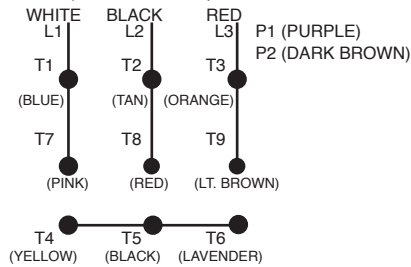 WHITE BLACK RED
L1 L2 L3 P1 (PURPLE)
P2 (DARK BROWN)
T1 T2 T3
(BLUE) (TAN) (ORANGE)
T7 T8 T9
(PINK) (RED) (LT. BROWN)
T4 T5 T6
(YELLOW) (BLACK) (LAVENDER)